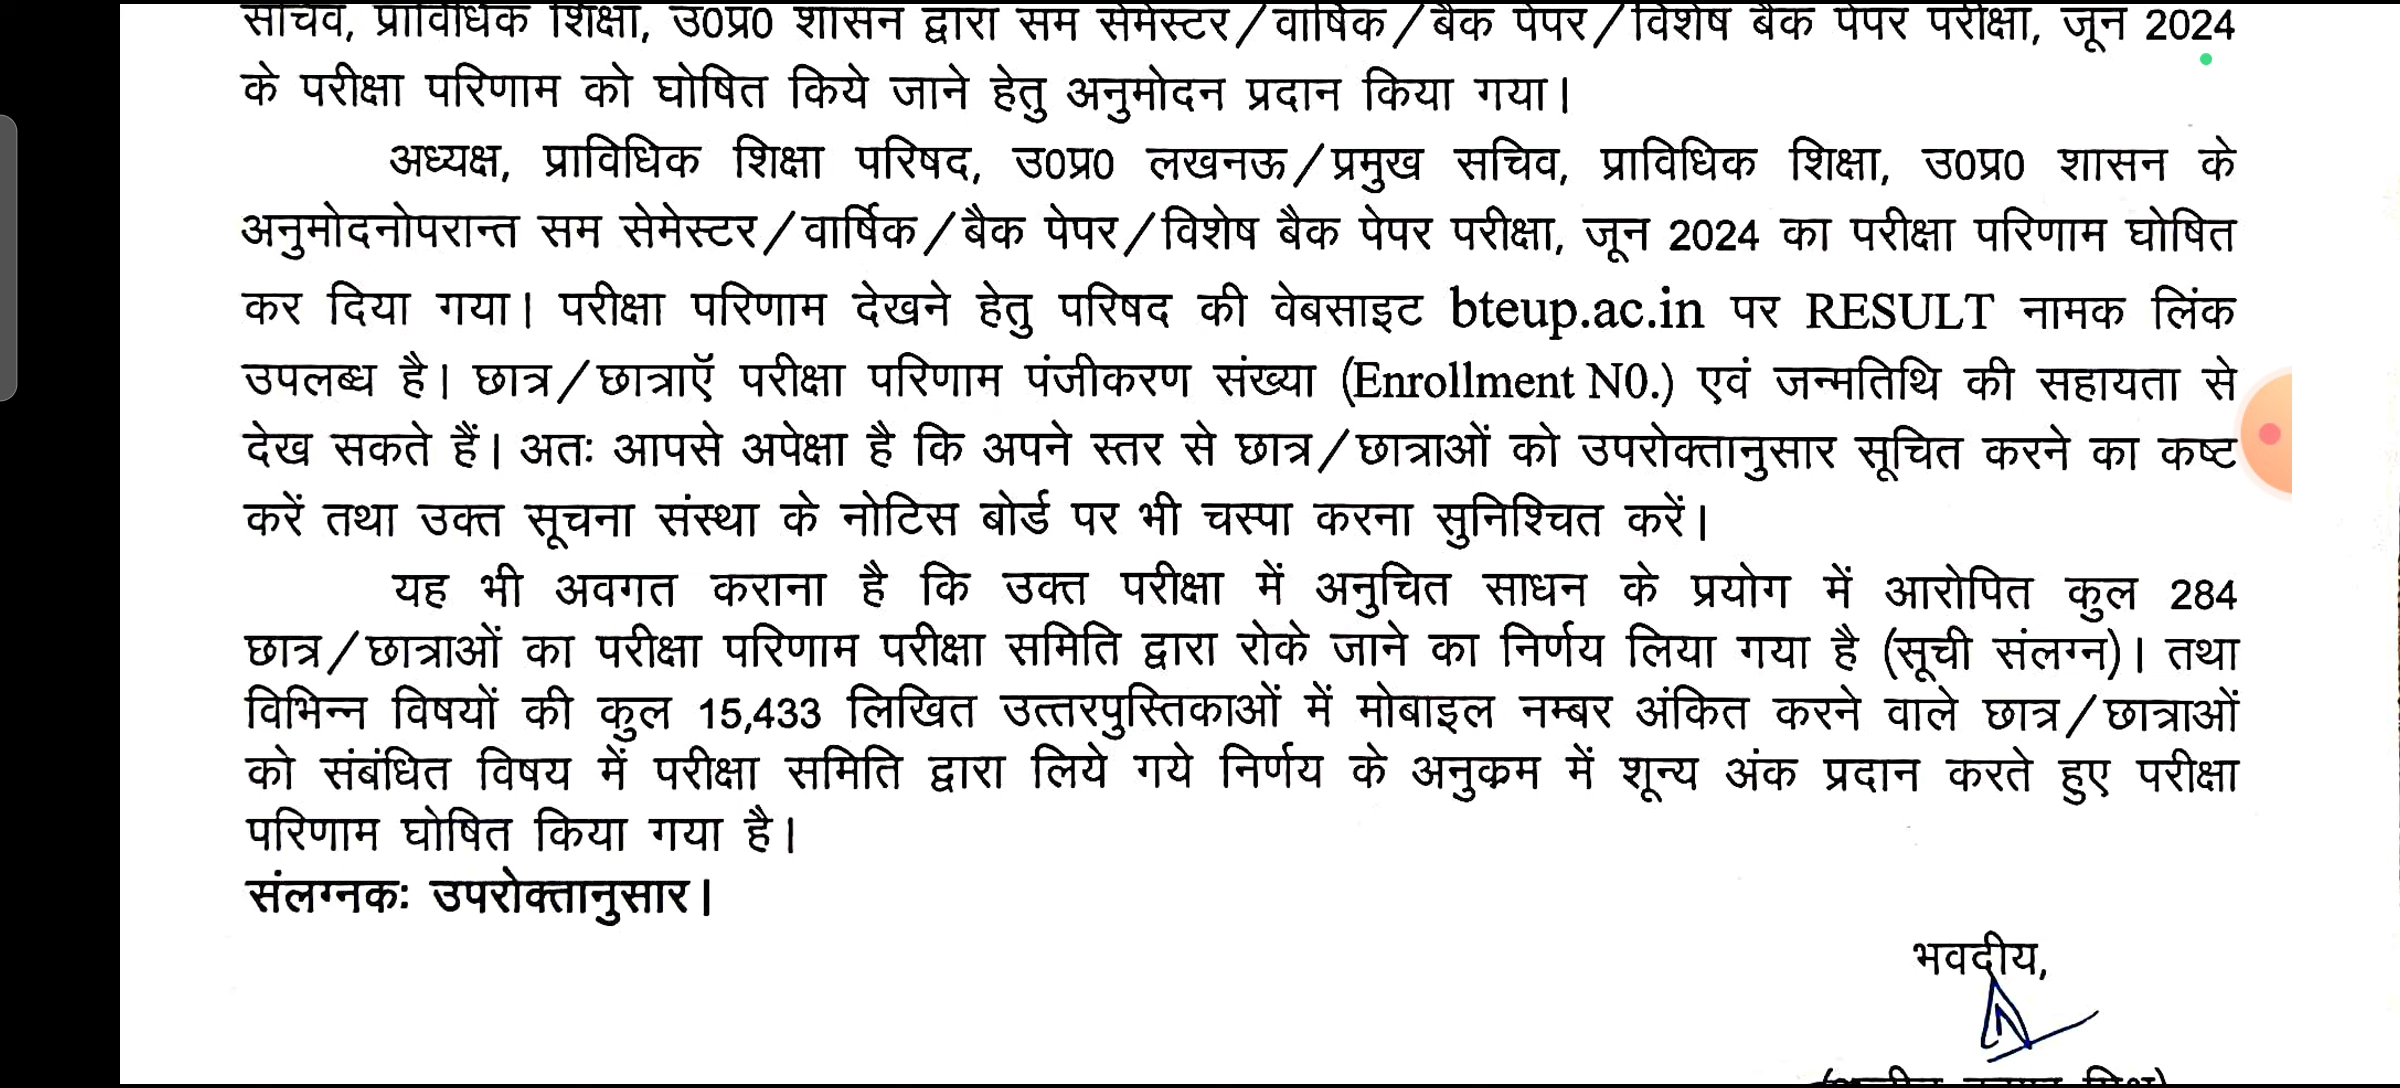 सचिव, प्राविधिक शिक्षा, उ0प्र0 शासन द्वारा सम सेमेस्टर/वार्षिक/बैक पेपर/विशेष बैक पेपर परीक्षा, जून 2024
के परीक्षा परिणाम को घोषित किये जाने हेतु अनुमोदन प्रदान किया गया।
अध्यक्ष, प्राविधिक शिक्षा परिषद, उ0प्र0 लखनऊ/प्रमुख सचिव, प्राविधिक शिक्षा, उ0प्र0 शासन के
अनुमोदनोपरान्त सम सेमेस्टर/वार्षिक/बैक पेपर/विशेष बैक पेपर परीक्षा, जून 2024 का परीक्षा परिणाम घोषित
कर दिया गया। परीक्षा परिणाम देखने हेतु परिषद की वेबसाइट bteup.ac.in पर RESULT नामक लिंक
उपलब्ध है। छात्र/छात्राऍ परीक्षा परिणाम पंजीकरण संख्या (Enrollment N0.) एवं जन्मतिथि की सहायता से
देख सकते हैं। अतः आपसे अपेक्षा है कि अपने स्तर से छात्र/छात्राओं को उपरोक्तानुसार सूचित करने का कष्ट
करें तथा उक्त सूचना संस्था के नोटिस बोर्ड पर भी चस्पा करना सुनिश्चित करें।
यह भी अवगत कराना है कि उक्त परीक्षा में अनुचित साधन के प्रयोग में आरोपित कुल 284
छात्र/छात्राओं का परीक्षा परिणाम परीक्षा समिति द्वारा रोके जाने का निर्णय लिया गया है (सूची संलग्न)। तथा
विभिन्न विषयों की कुल 15,433 लिखित उत्तरपुस्तिकाओं में मोबाइल नम्बर अंकित करने वाले छात्र/छात्राओं
को संबंधित विषय में परीक्षा समिति द्वारा लिये गये निर्णय के अनुक्रम में शून्य अंक प्रदान करते हुए परीक्षा
परिणाम घोषित किया गया है।
संलग्नकः उपरोक्तानुसार।
भवदीय,